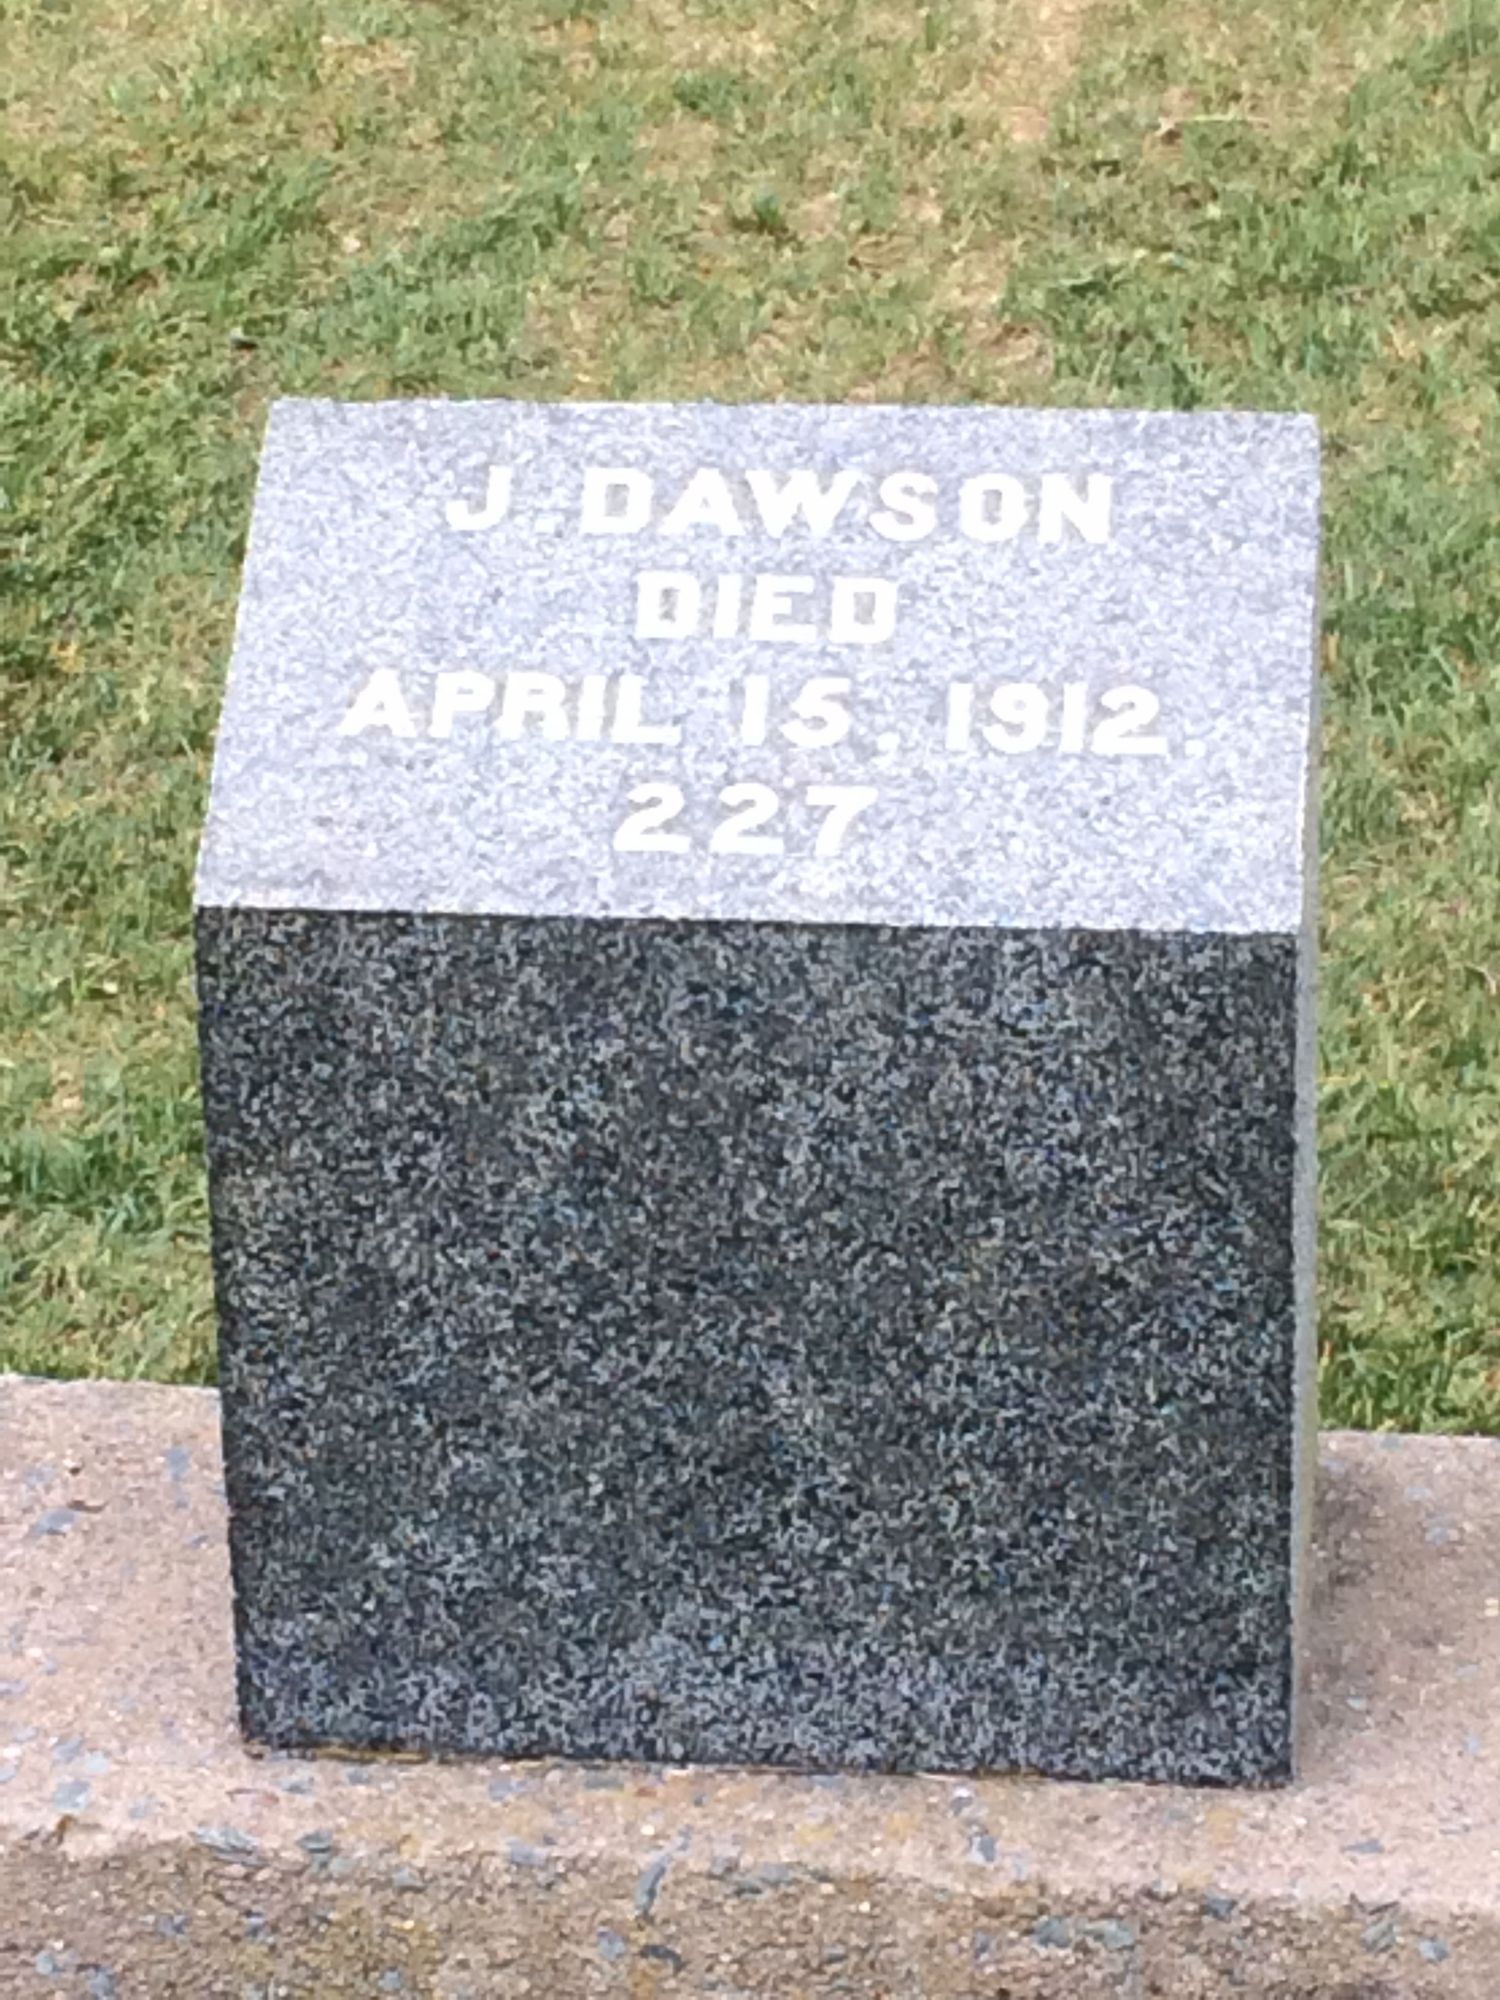 J. DAWSON
DIED
APRIL 15, 1912.
227